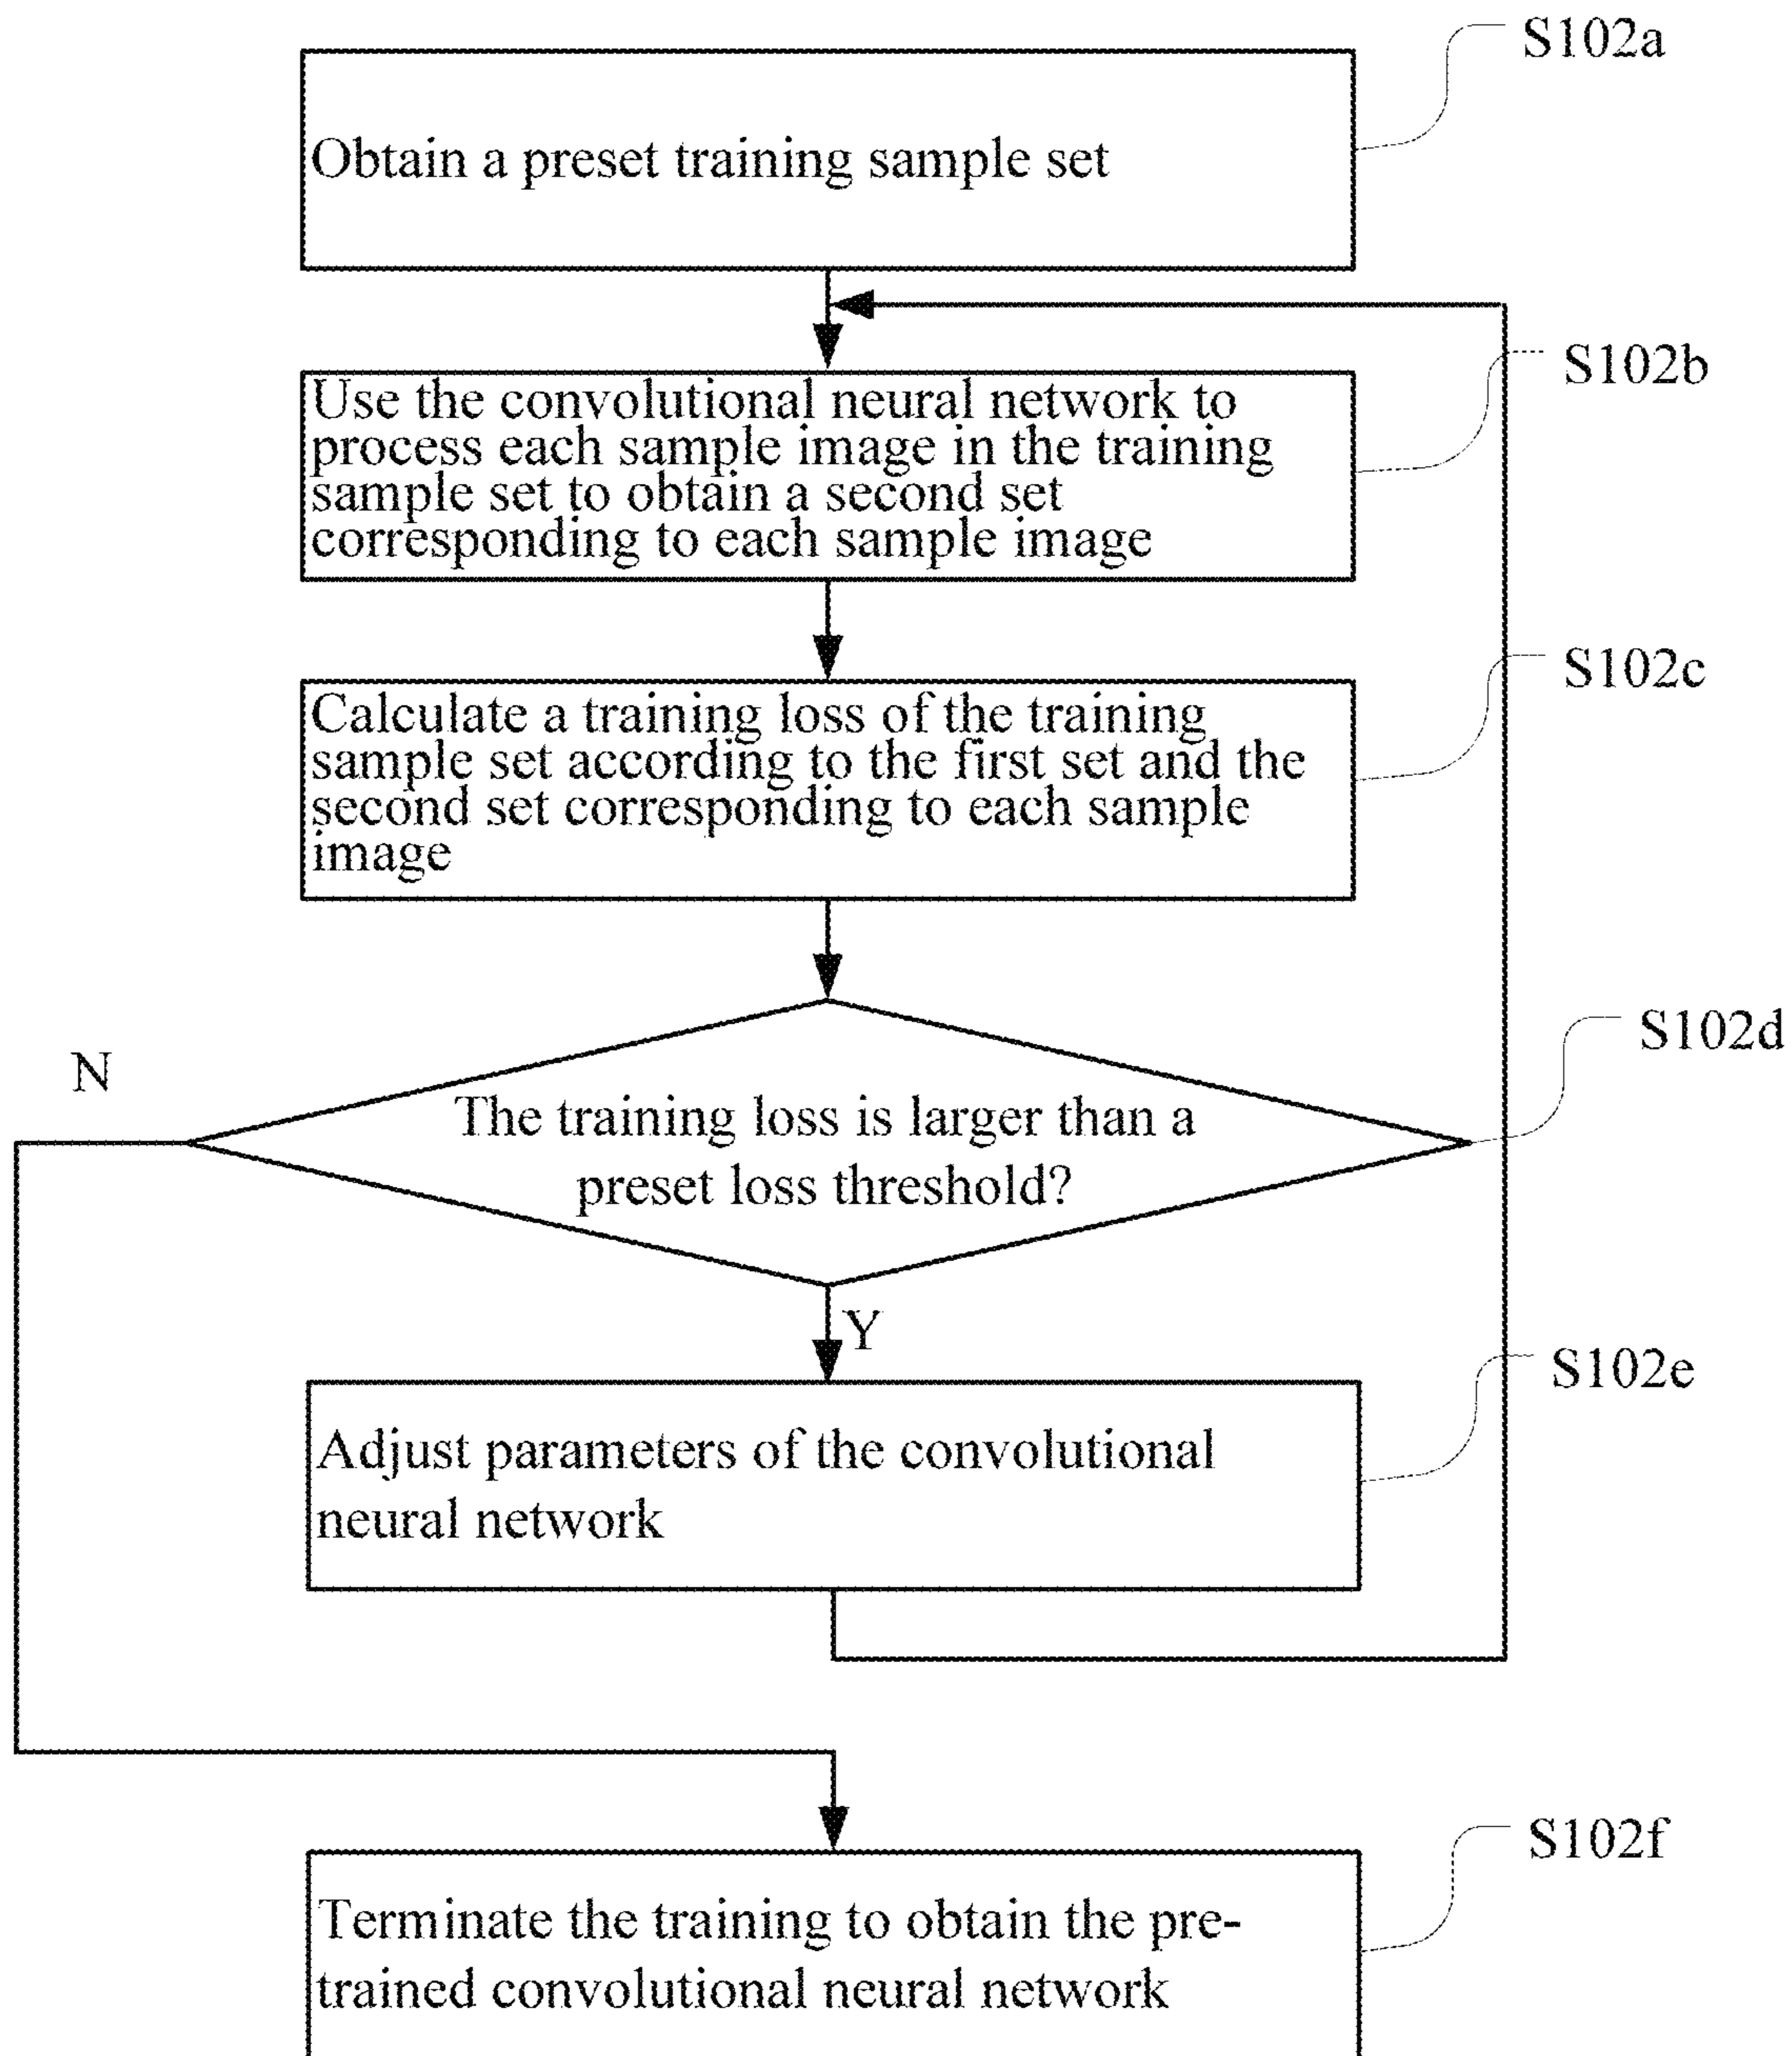 S102a
Obtain a preset training sample set
S102b
Use the convolutional neural network to
process each sample image in the training
sample set to obtain a second set
corresponding to each sample image
S102c
Calculate a training loss of the training
sample set according to the first set and the
second set corresponding to each sample
image
S102d
N
The training loss is larger than a
preset loss threshold?
Y
S102e
Adjust parameters of the convolutional
neural network
S102f
Terminate the training to obtain the pre-
trained convolutional neural network